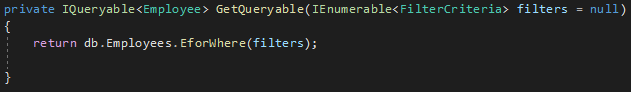 private IQueryable<Employee> GetQueryable(IEnumerable<FilterCriteria> filters = null)
{
return db.Employees.EforWhere(filters);
}